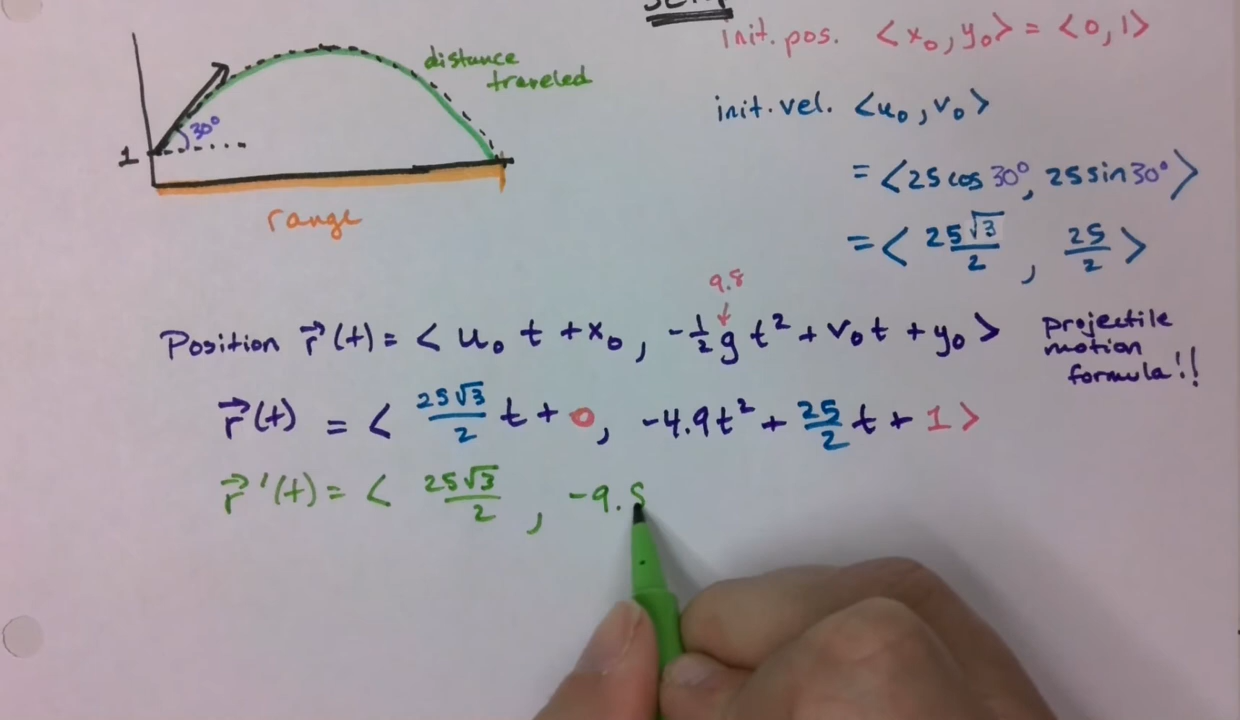 init. pos. <x₀, y₀> = <0, 1>
distance
traveled
30°
1
range
init. vel. <u₀, v₀>
= <25 cos 30°, 25 sin 30°>
= <25√3/2, 25/2>
9.8
↓
Position r⃗(t) = <u₀ t + x₀, -½ g t² + v₀ t + y₀>
projectile
motion
formula!!
r⃗(t) = <25√3/2 t + 0, -4.9t² + 25/2 t + 1>
r⃗'(t) = < 25√3/2, -9.